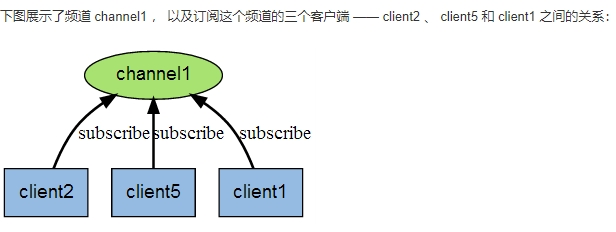 下图展示了频道 channel1 ， 以及订阅这个频道的三个客户端 —— client2 、 client5 和 client1 之间的关系：
channel1
subscribe subscribe subscribe
client2 client5 client1